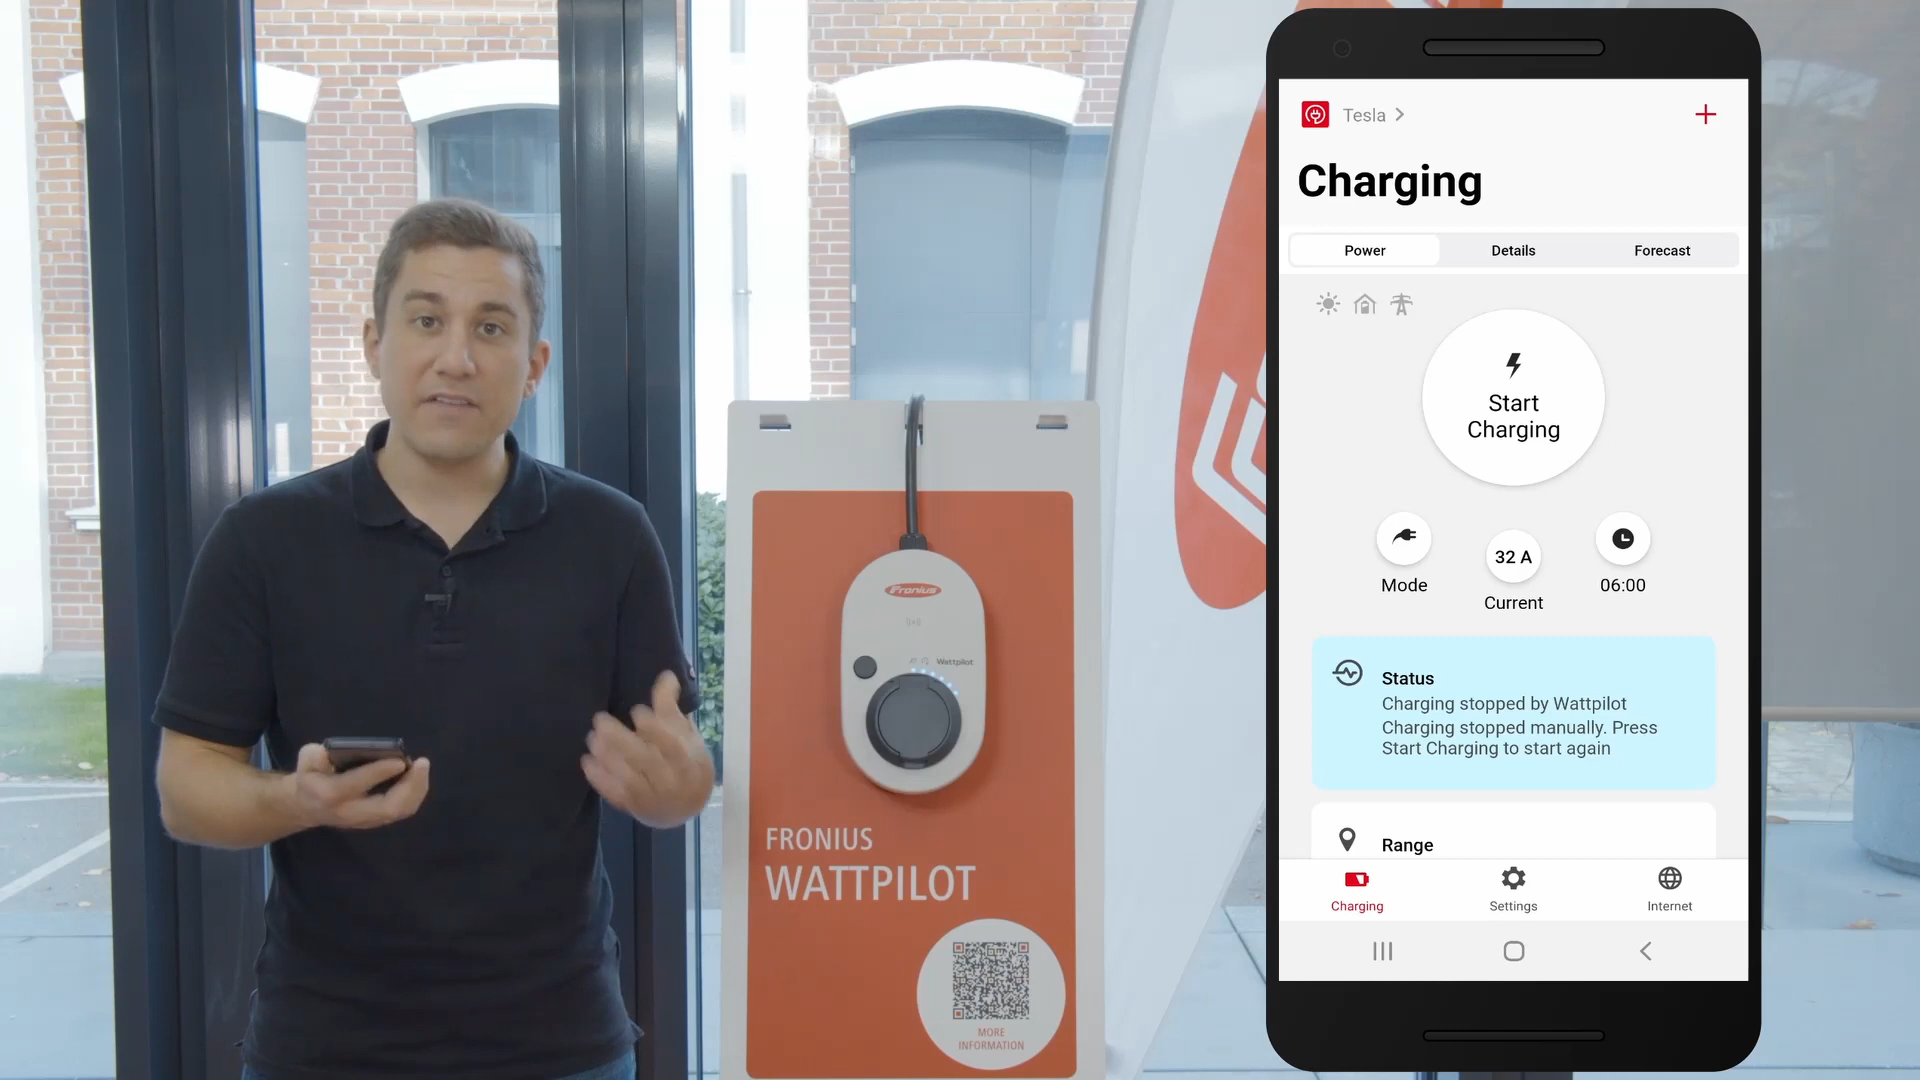 Fronius
Wattpilot
FRONIUS
WATTPILOT
MORE
INFORMATION
Tesla
Charging
Power
Details
Forecast
Start
Charging
Mode
32 A
Current
06:00
Status
Charging stopped by Wattpilot
Charging stopped manually. Press
Start Charging to start again
Range
Charging
Settings
Internet